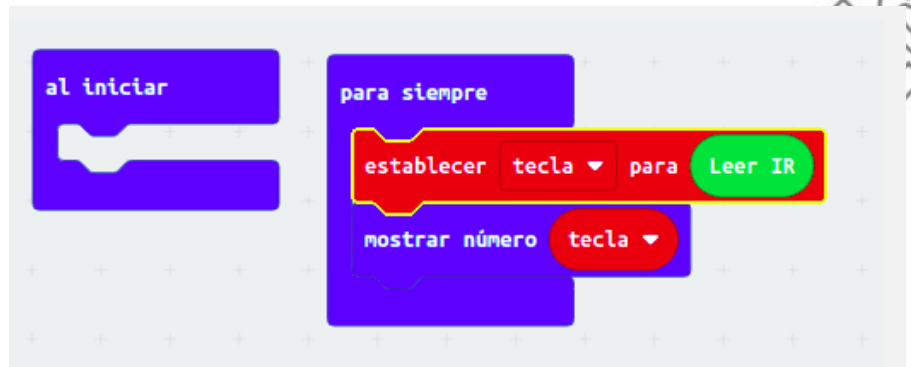 al iniciar
para siempre
establecer tecla para Leer IR
mostrar número tecla